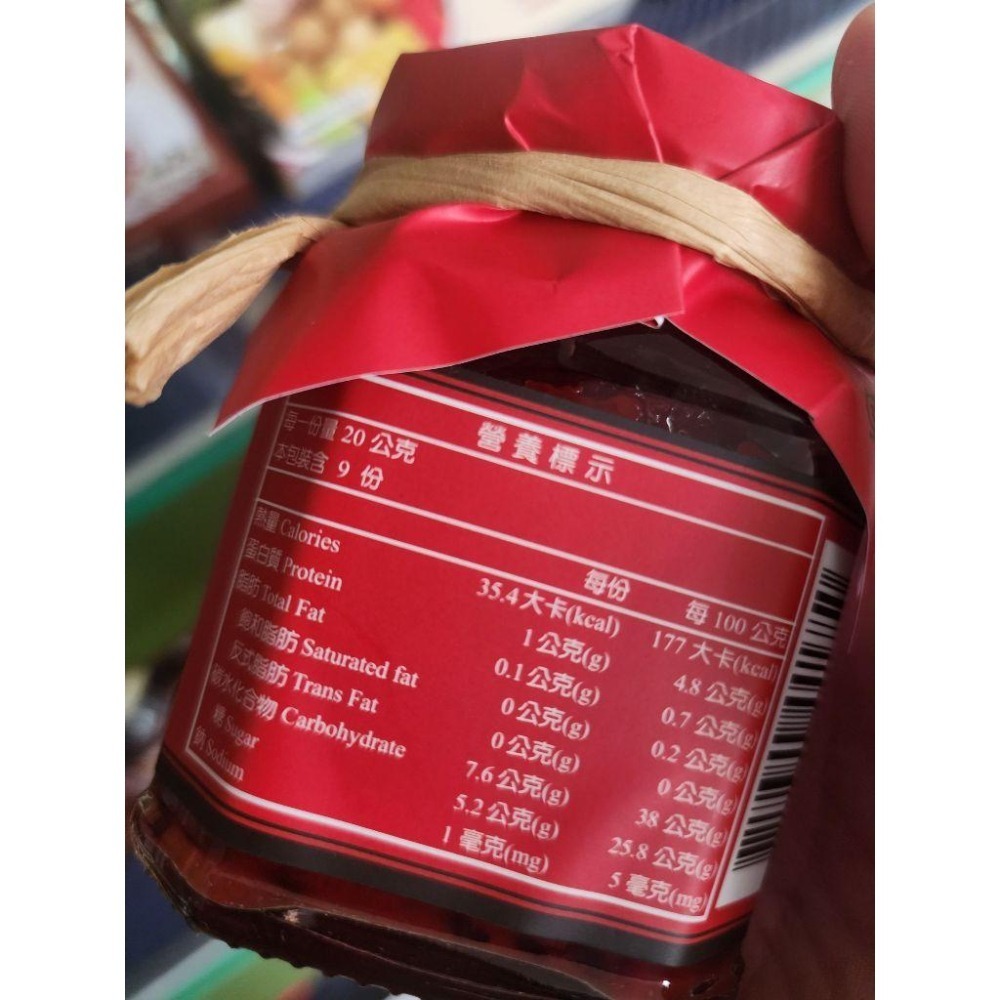 營養標示
每一份量 20 公克
本包裝含 9 份
每份 每 100 公克
熱量 Calories 35.4 大卡(kcal) 177 大卡(kcal)
蛋白質 Protein 1 公克(g) 4.8 公克(g)
脂肪 Total Fat 0.1 公克(g) 0.7 公克(g)
飽和脂肪 Saturated fat 0 公克(g) 0.2 公克(g)
反式脂肪 Trans Fat 0 公克(g) 0 公克(g)
碳水化合物 Carbohydrate 7.6 公克(g) 38 公克(g)
糖 Sugar 5.2 公克(g) 25.8 公克(g)
鈉 Sodium 1 毫克(mg) 5 毫克(mg)